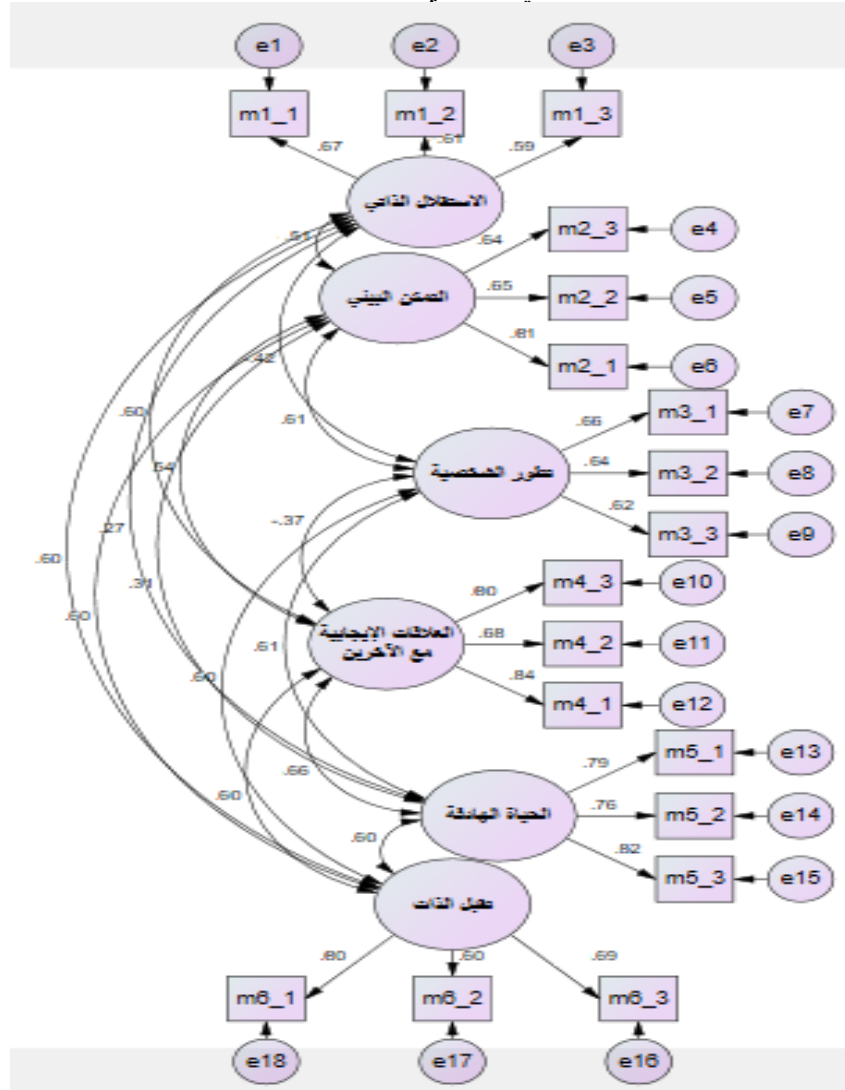 e1 e2 e3
m1_1 m1_2 m1_3
.67 .61 .59
الاستقلال الذاتي
m2_3 e4
.64
التمكن البيئي
.65 m2_2 e5
.81 m2_1 e6
-.42
.60 .61 .66 m3_1 e7
.54 تطور الشخصية .64 m3_2 e8
.62 m3_3 e9
.27 -.37
.60 .31 .80 m4_3 e10
.60 .61 العلاقات الإيجابية
مع الآخرين
.68 m4_2 e11
.60 .84 m4_1 e12
.66 .79 m5_1 e13
.60 الحياة الهادفة .76 m5_2 e14
.60 .82 m5_3 e15
تقبل الذات
.80 .60 .69
m6_1 m6_2 m6_3
e18 e17 e16